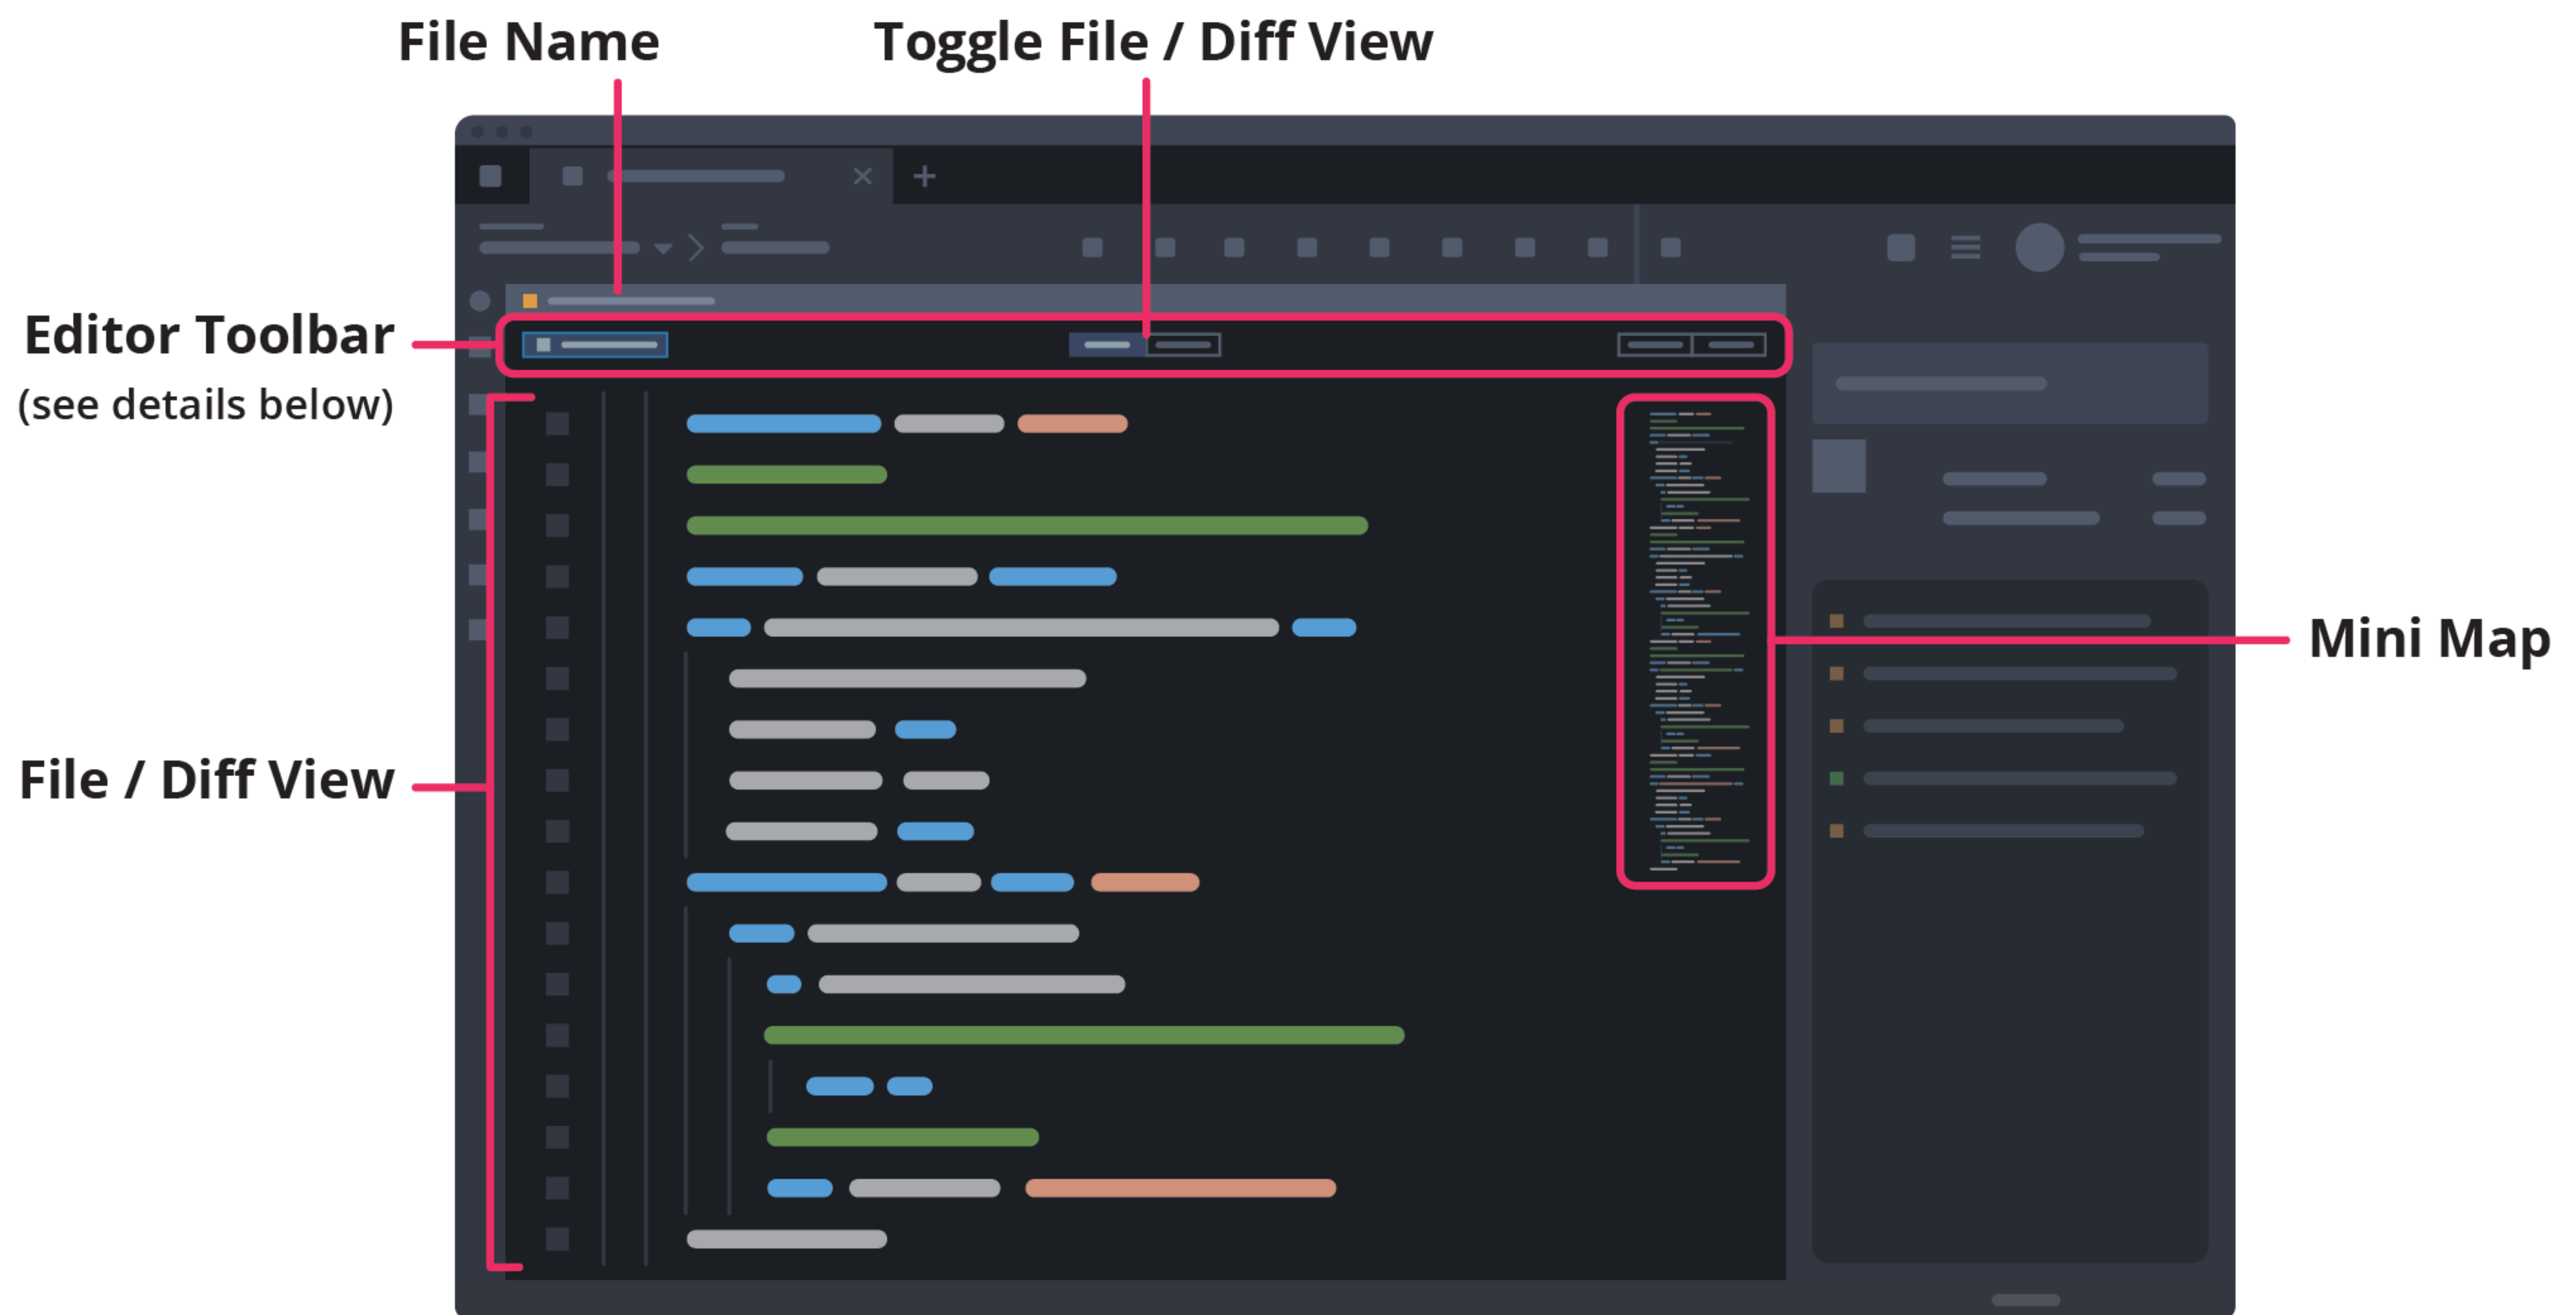 File Name
Toggle File / Diff View
Editor Toolbar
(see details below)
Mini Map
File / Diff View